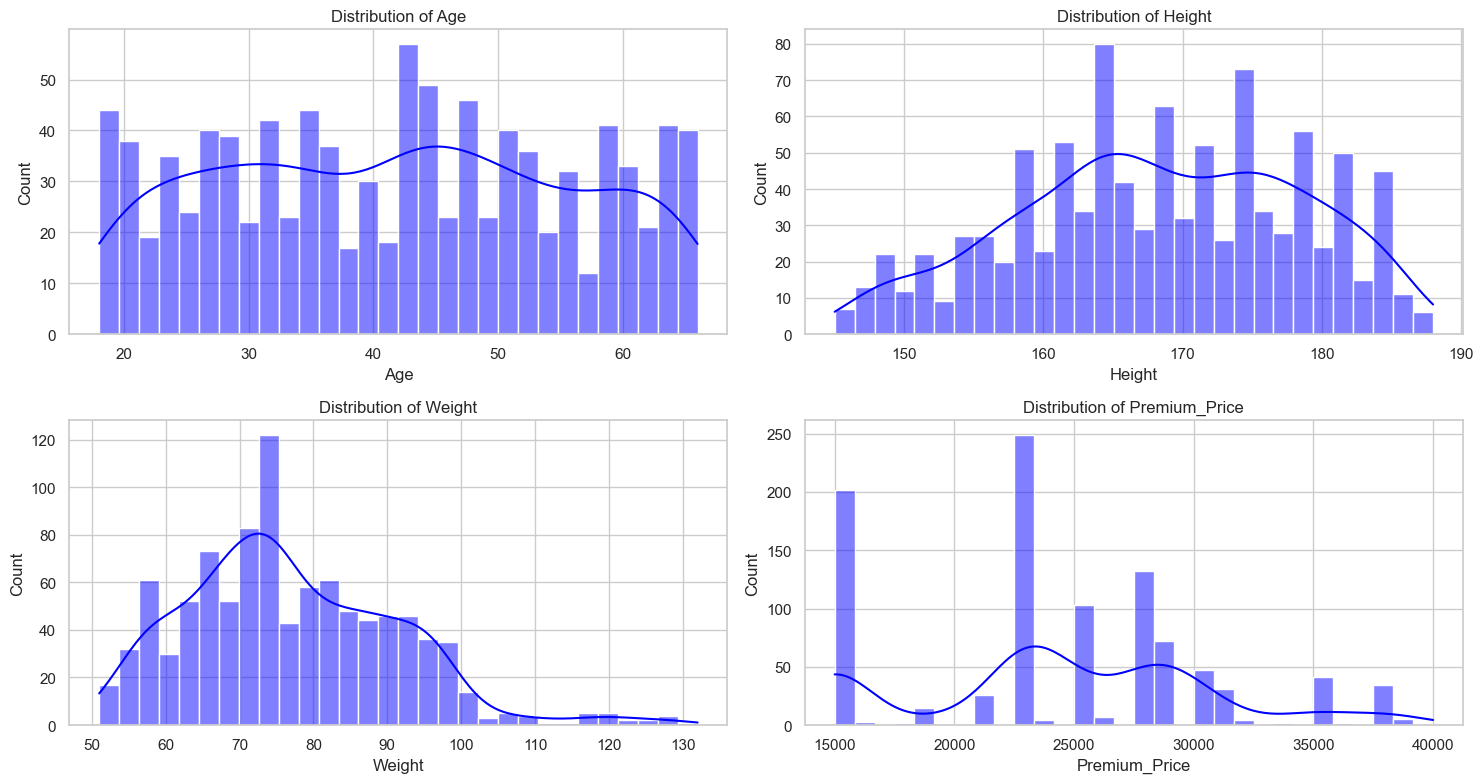 Distribution of Age
Count
50
40
30
20
10
0
20 30 40 50 60
Age
Distribution of Height
Count
80
70
60
50
40
30
20
10
0
150 160 170 180 190
Height
Distribution of Weight
Count
120
100
80
60
40
20
0
50 60 70 80 90 100 110 120 130
Weight
Distribution of Premium_Price
Count
250
200
150
100
50
0
15000 20000 25000 30000 35000 40000
Premium_Price